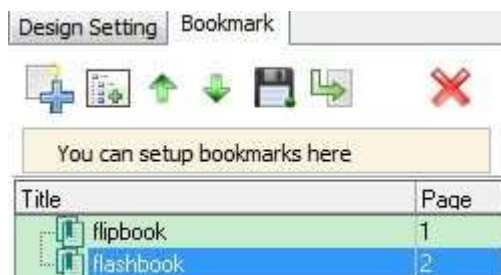 Design Setting Bookmark
You can setup bookmarks here
Title Page
flipbook 1
flashbook 2